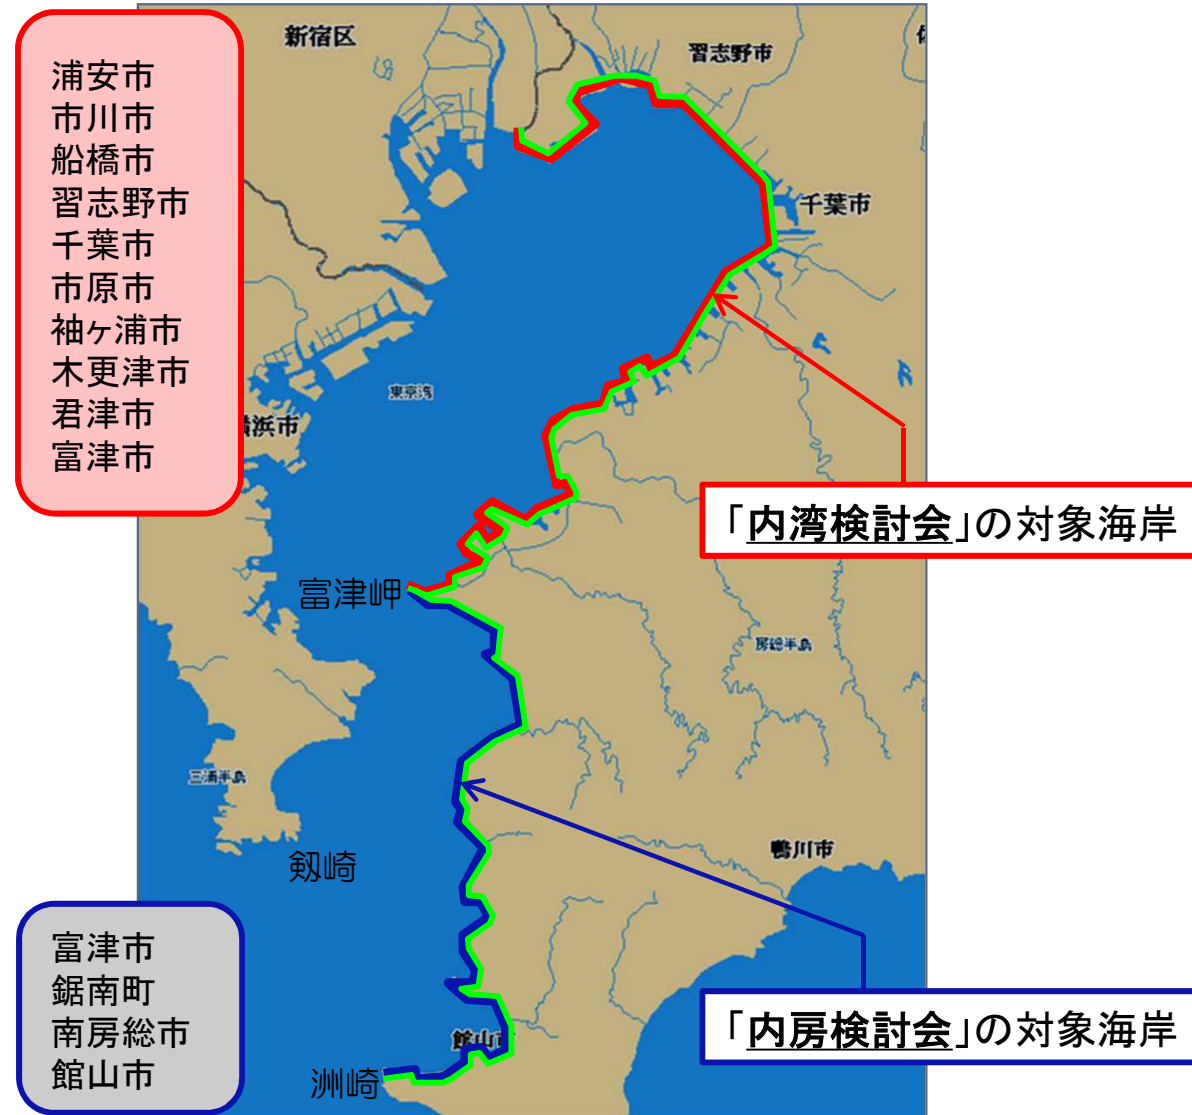 浦安市
市川市
船橋市
習志野市
千葉市
市原市
袖ヶ浦市
木更津市
君津市
富津市
新宿区
習志野市
千葉市
東京湾
浜市
「内湾検討会」の対象海岸
富津岬
房総半島
三浦半島
剱崎
鴨川市
富津市
鋸南町
南房総市
館山市
館山市
「内房検討会」の対象海岸
洲崎